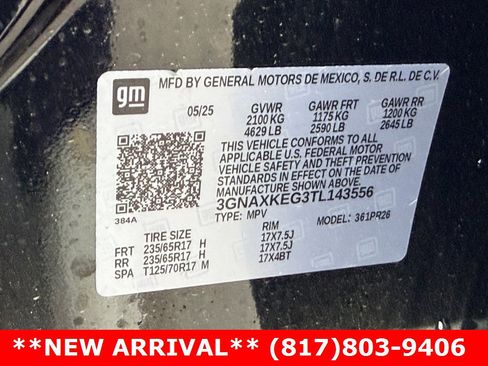 gm
MFD BY GENERAL MOTORS DE MEXICO, S. DE R.L. DE C.V.
05/25 GVWR GAWR FRT GAWR RR
2100 KG 1175 KG 1200 KG
4629 LB 2590 LB 2645 LB
THIS VEHICLE CONFORMS TO ALL
APPLICABLE U.S. FEDERAL MOTOR
VEHICLE SAFETY AND THEFT PREVENTION
STANDARDS IN EFFECT ON THE DATE OF
MANUFACTURE SHOWN ABOVE.
3GNAXKEG3TL143556
384A TYPE: MPV 361PR26
TIRE SIZE RIM
FRT 235/65R17 H 17X7.5J
RR 235/65R17 H 17X7.5J
SPA T125/70R17 M 17X4BT
**NEW ARRIVAL** (817)803-9406